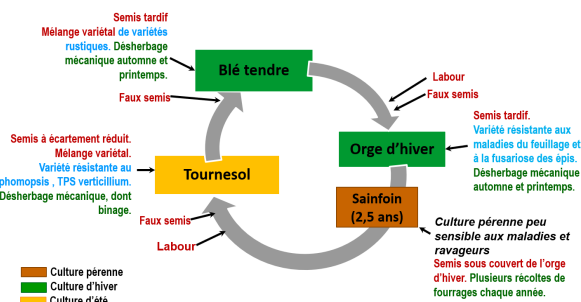 Semis tardif
Mélange variétal de variétés
rustiques. Désherbage
mécanique automne et
printemps.
Blé tendre
Faux semis
Labour
Faux semis
Semis tardif.
Variété résistante aux
maladies du feuillage et
à la fusariose des épis.
Désherbage mécanique
automne et printemps.
Orge d'hiver
Semis à écartement réduit.
Mélange variétal.
Variété résistante au
phomopsis , TPS verticillium.
Désherbage mécanique, dont
binage.
Tournesol
Sainfoin
(2,5 ans)
Faux semis
Labour
Culture pérenne peu
sensible aux maladies et
ravageurs
Semis sous couvert de l'orge
d'hiver. Plusieurs récoltes de
fourrages chaque année.
Culture pérenne
Culture d'hiver
Culture d'été